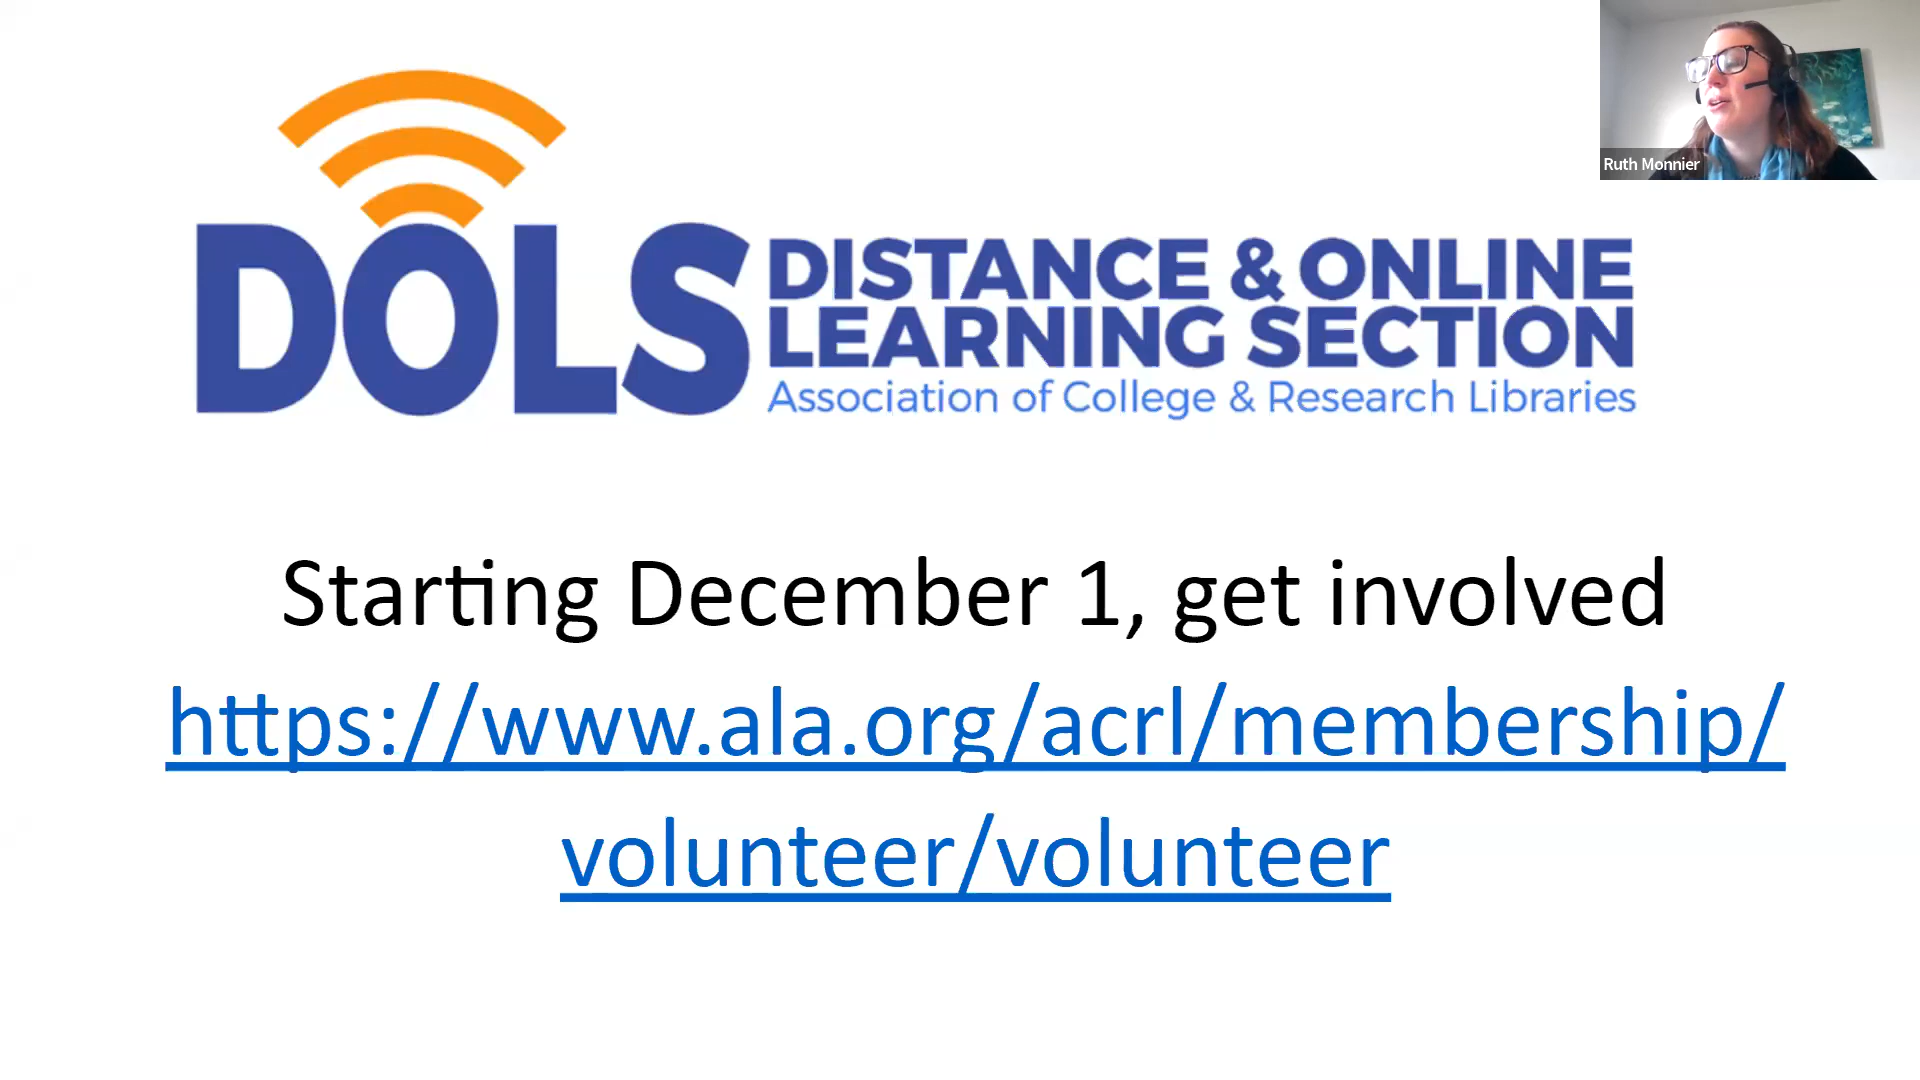 Ruth Monnier
DOLS
DISTANCE & ONLINE
LEARNING SECTION
Association of College & Research Libraries
Starting December 1, get involved
https://www.ala.org/acrl/membership/
volunteer/volunteer